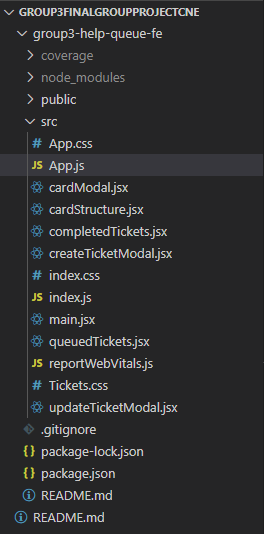 GROUP3FINALGROUPPROJECTCNE
group3-help-queue-fe
coverage
node_modules
public
src
# App.css
JS App.js
cardModal.jsx
cardStructure.jsx
completedTickets.jsx
createTicketModal.jsx
# index.css
JS index.js
main.jsx
queuedTickets.jsx
JS reportWebVitals.js
# Tickets.css
updateTicketModal.jsx
.gitignore
{} package-lock.json
{} package.json
README.md
README.md